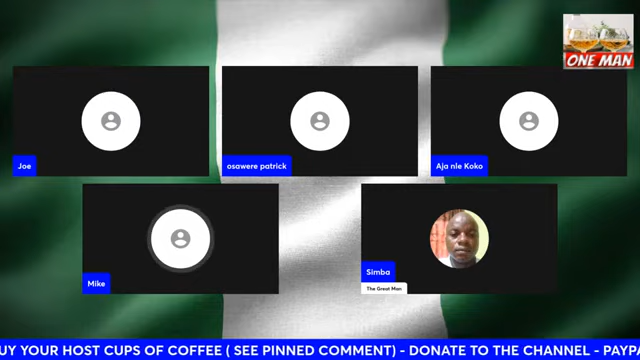 ONE MAN
Joe
osawere patrick
Aja nle Koko
Mike
Simba
The Great Man
UY YOUR HOST CUPS OF COFFEE ( SEE PINNED COMMENT) - DONATE TO THE CHANNEL - PAYP